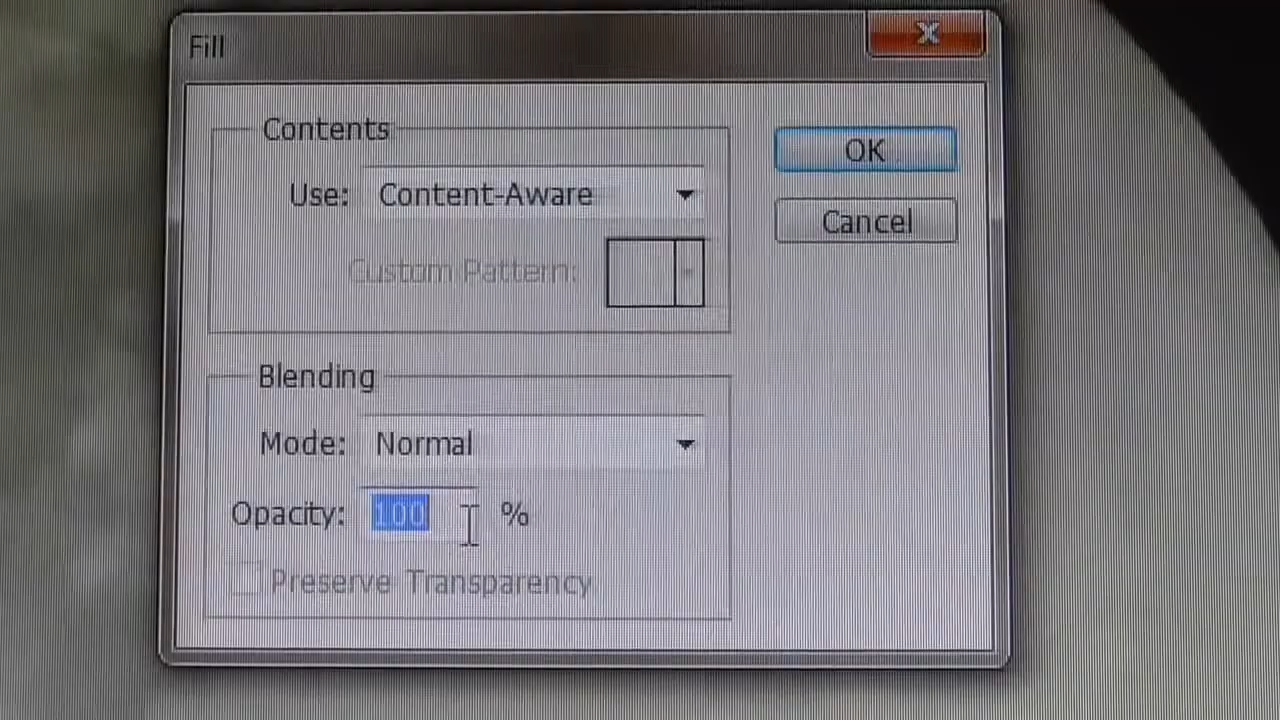 Fill
Contents
OK
Use: Content-Aware
Cancel
Custom Pattern:
Blending
Mode: Normal
Opacity: 100 %
Preserve Transparency